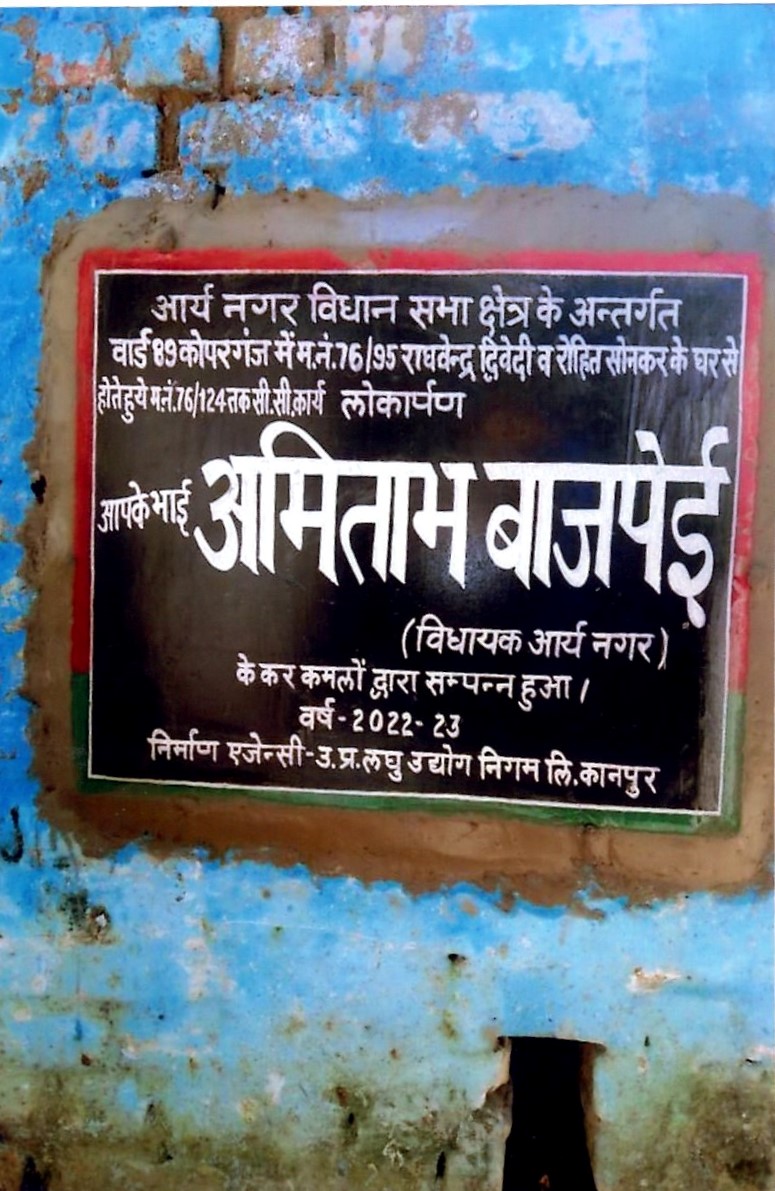 आर्य नगर विधान सभा क्षेत्र के अन्तर्गत
वार्ड 89 कोपरगंज में म.नं.76/95 राघवेन्द्र द्विवेदी व रोहित सोनकर के घर से
होते हुये म.नं.76/124 तक सी.सी.कार्य लोकार्पण
आपके भाई अमिताभ बाजपेई
(विधायक आर्य नगर)
के कर कमलों द्वारा सम्पन्न हुआ।
वर्ष-2022-23
निर्माण एजेन्सी-उ.प्र.लघु उद्योग निगम लि.कानपुर